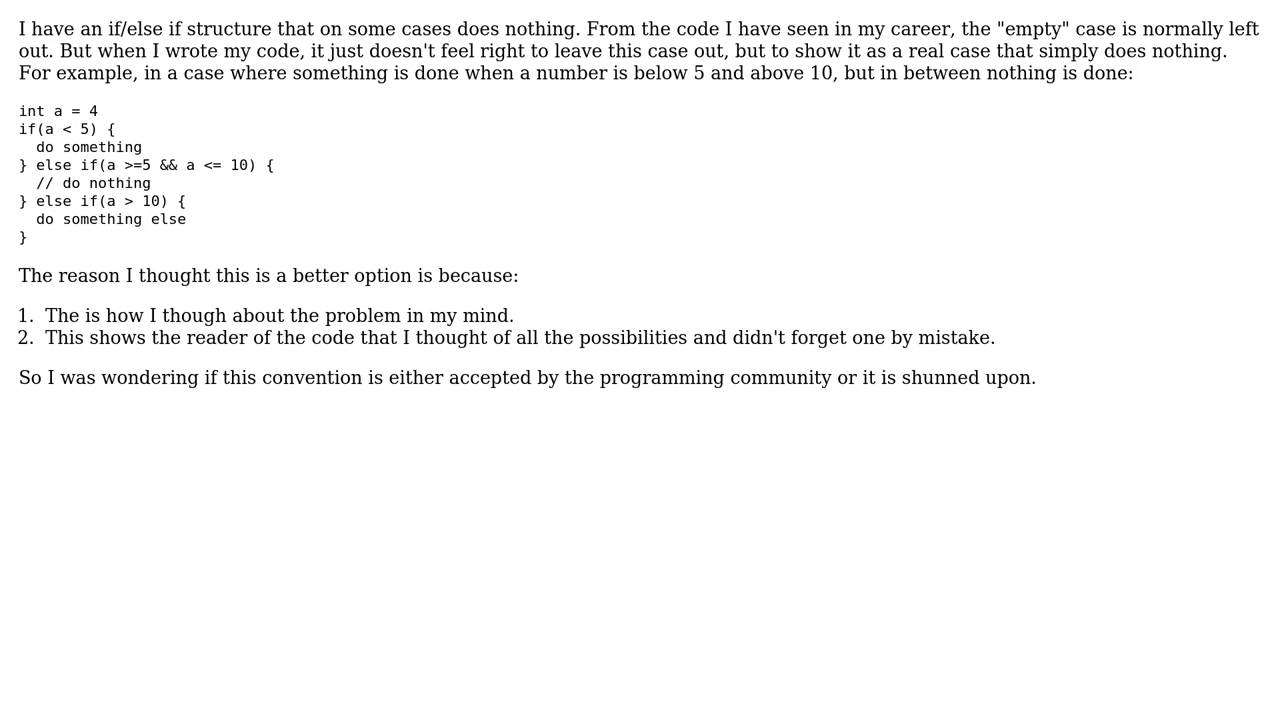 I have an if/else if structure that on some cases does nothing. From the code I have seen in my career, the "empty" case is normally left
out. But when I wrote my code, it just doesn't feel right to leave this case out, but to show it as a real case that simply does nothing.
For example, in a case where something is done when a number is below 5 and above 10, but in between nothing is done:
int a = 4
if(a < 5) {
  do something
} else if(a >=5 && a <= 10) {
  // do nothing
} else if(a > 10) {
  do something else
}
The reason I thought this is a better option is because:
1. The is how I though about the problem in my mind.
2. This shows the reader of the code that I thought of all the possibilities and didn't forget one by mistake.
So I was wondering if this convention is either accepted by the programming community or it is shunned upon.